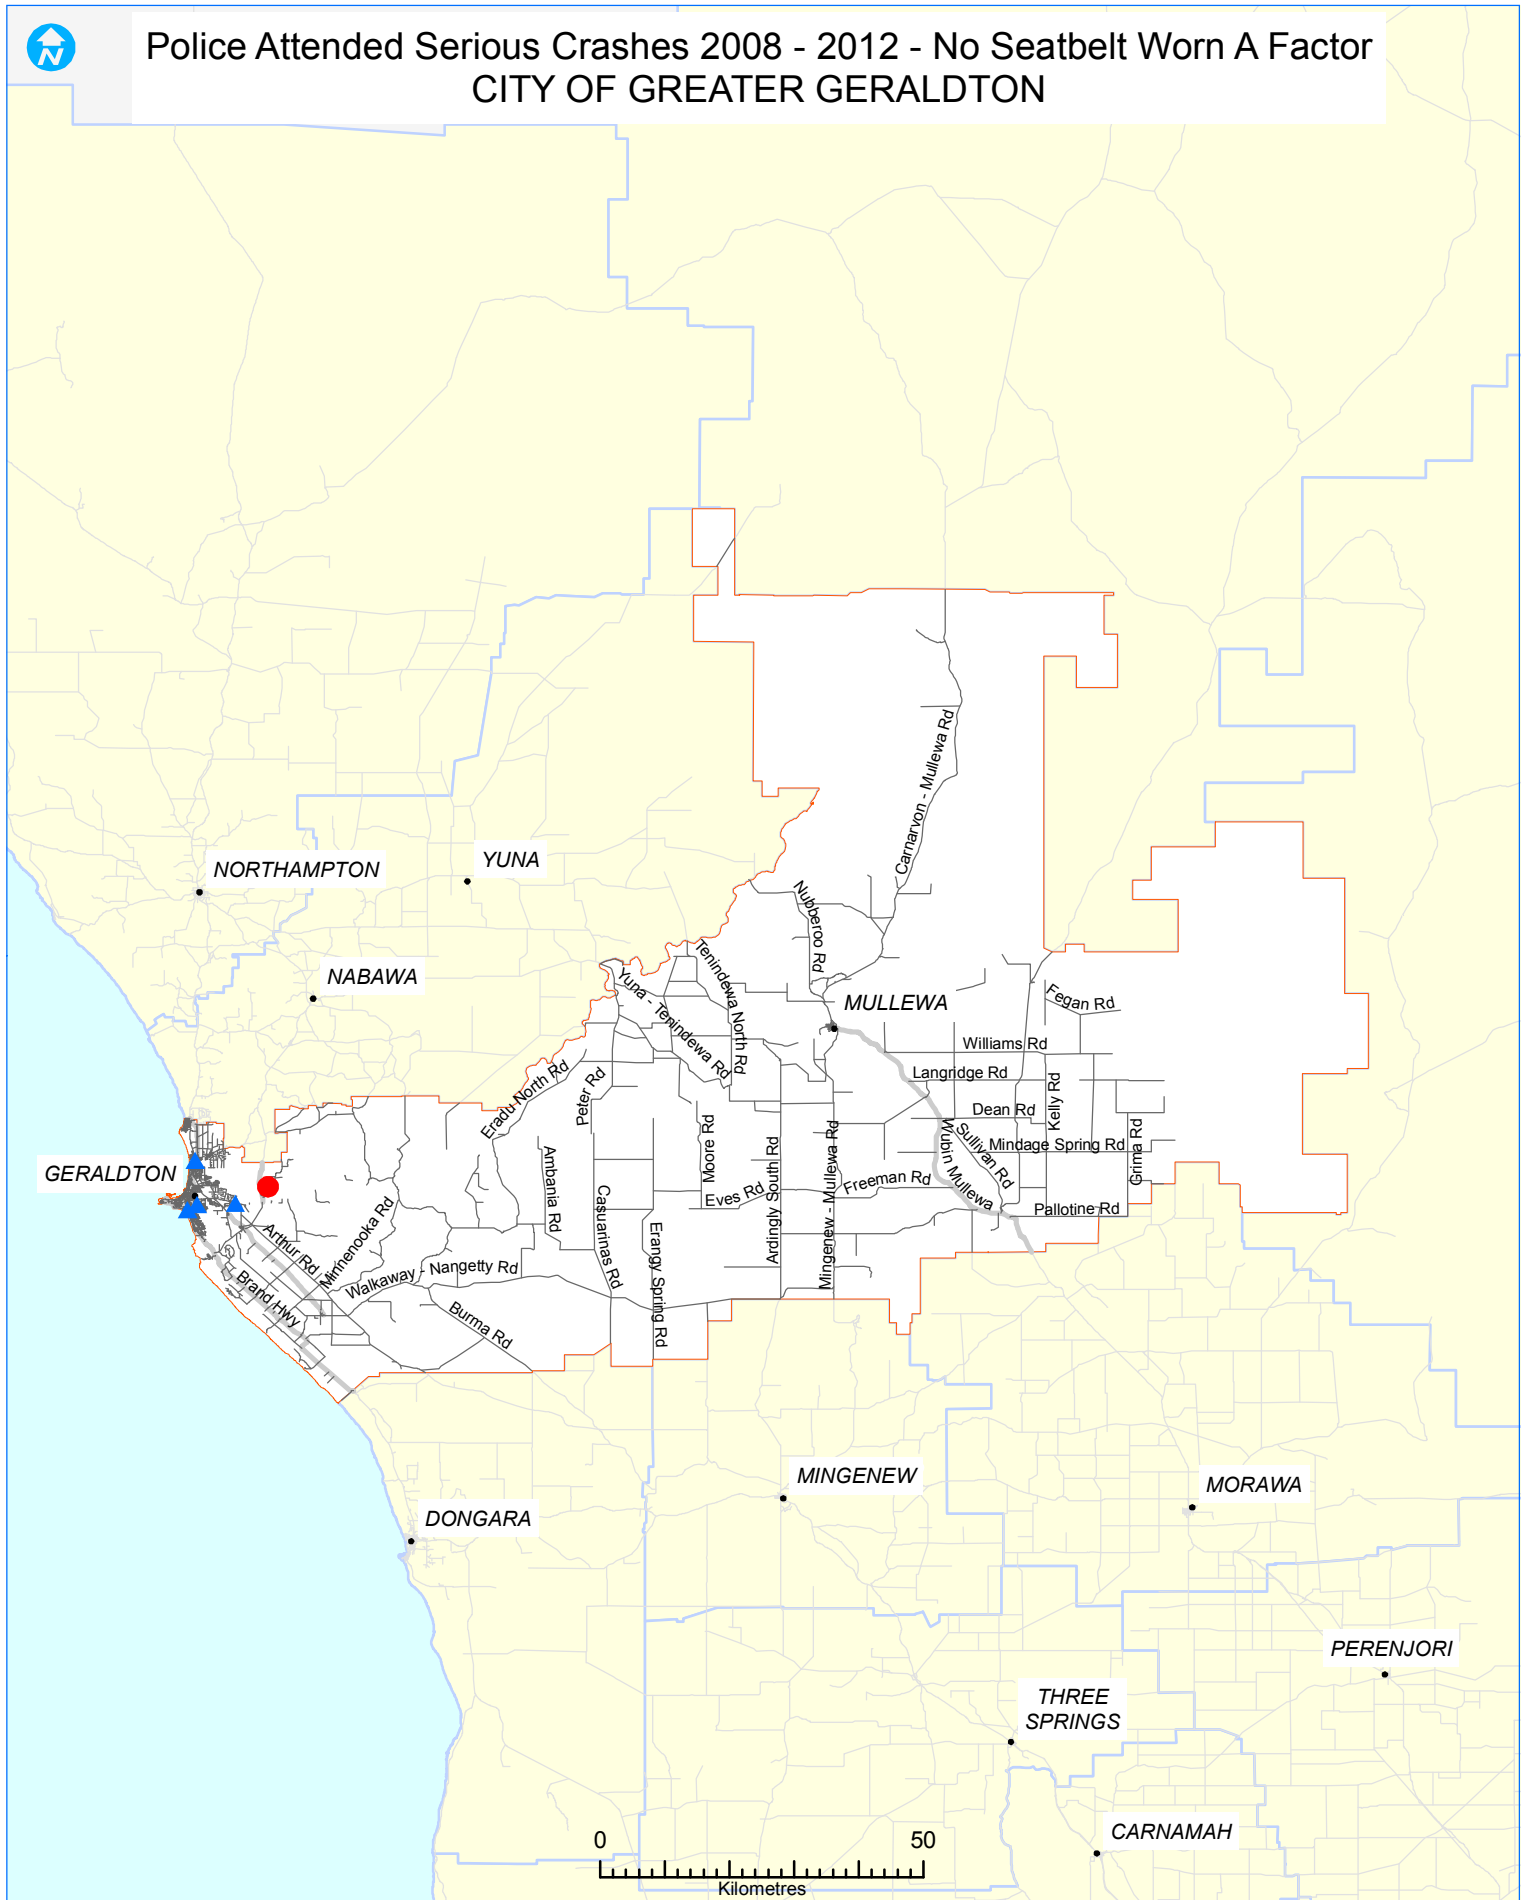 N
Police Attended Serious Crashes 2008 - 2012 - No Seatbelt Worn A Factor
CITY OF GREATER GERALDTON
NORTHAMPTON
YUNA
NABAWA
MULLEWA
GERALDTON
Carnarvon - Mullewa Rd
Nubberoo Rd
Tenindewa North Rd
Yuna - Tenindewa Rd
Fegan Rd
Williams Rd
Langridge Rd
Kelly Rd
Dean Rd
Mindage Spring Rd
Grima Rd
Sullivan Rd
Wubin Mullewa
Pallotine Rd
Freeman Rd
Mingenew - Mullewa Rd
Ardingly South Rd
Moore Rd
Eves Rd
Eradu North Rd
Peter Rd
Ambania Rd
Casuarinas Rd
Erangy Spring Rd
Minnenooka Rd
Arthur Rd
Walkaway - Nangetty Rd
Brand Hwy
Burma Rd
MINGENEW
MORAWA
DONGARA
PERENJORI
THREE
SPRINGS
CARNAMAH
0 50
Kilometres